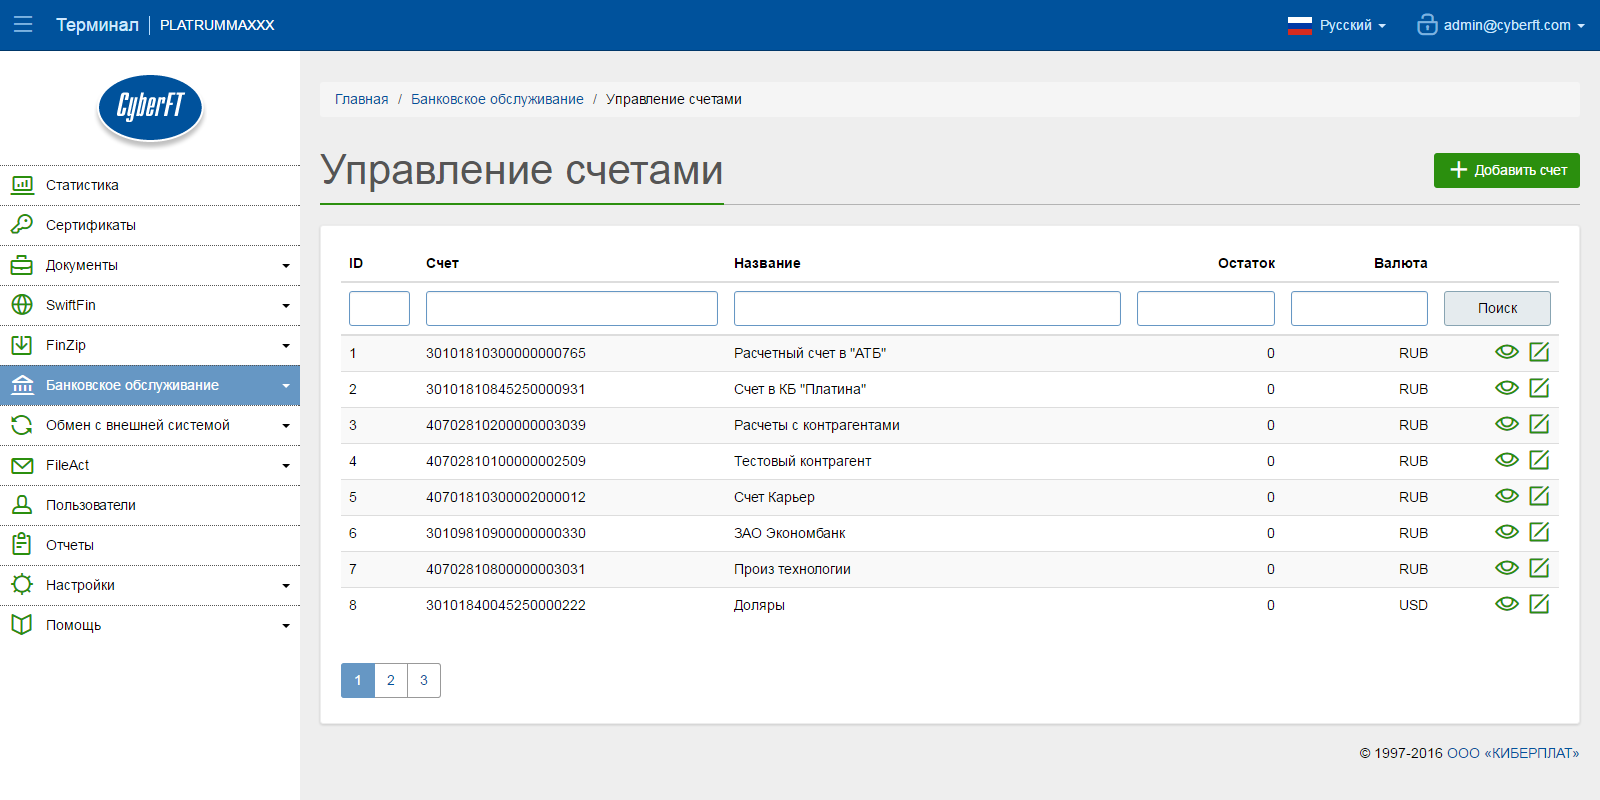 Терминал PLATRUMMAXXX Русский admin@cyberft.com
CyberFT
Статистика
Сертификаты
Документы
SwiftFin
FinZip
Банковское обслуживание
Обмен с внешней системой
FileAct
Пользователи
Отчеты
Настройки
Помощь
Главная / Банковское обслуживание / Управление счетами
Управление счетами
Добавить счет
ID Счет Название Остаток Валюта
Поиск
1 30101810300000000765 Расчетный счет в "АТБ" 0 RUB
2 30101810845250000931 Счет в КБ "Платина" 0 RUB
3 40702810200000003039 Расчеты с контрагентами 0 RUB
4 40702810100000002509 Тестовый контрагент 0 RUB
5 40701810300002000012 Счет Карьер 0 RUB
6 30109810900000000330 ЗАО Экономбанк 0 RUB
7 40702810800000003031 Произ технологии 0 RUB
8 30101840045250000222 Доляры 0 USD
1 2 3
© 1997-2016 ООО «КИБЕРПЛАТ»